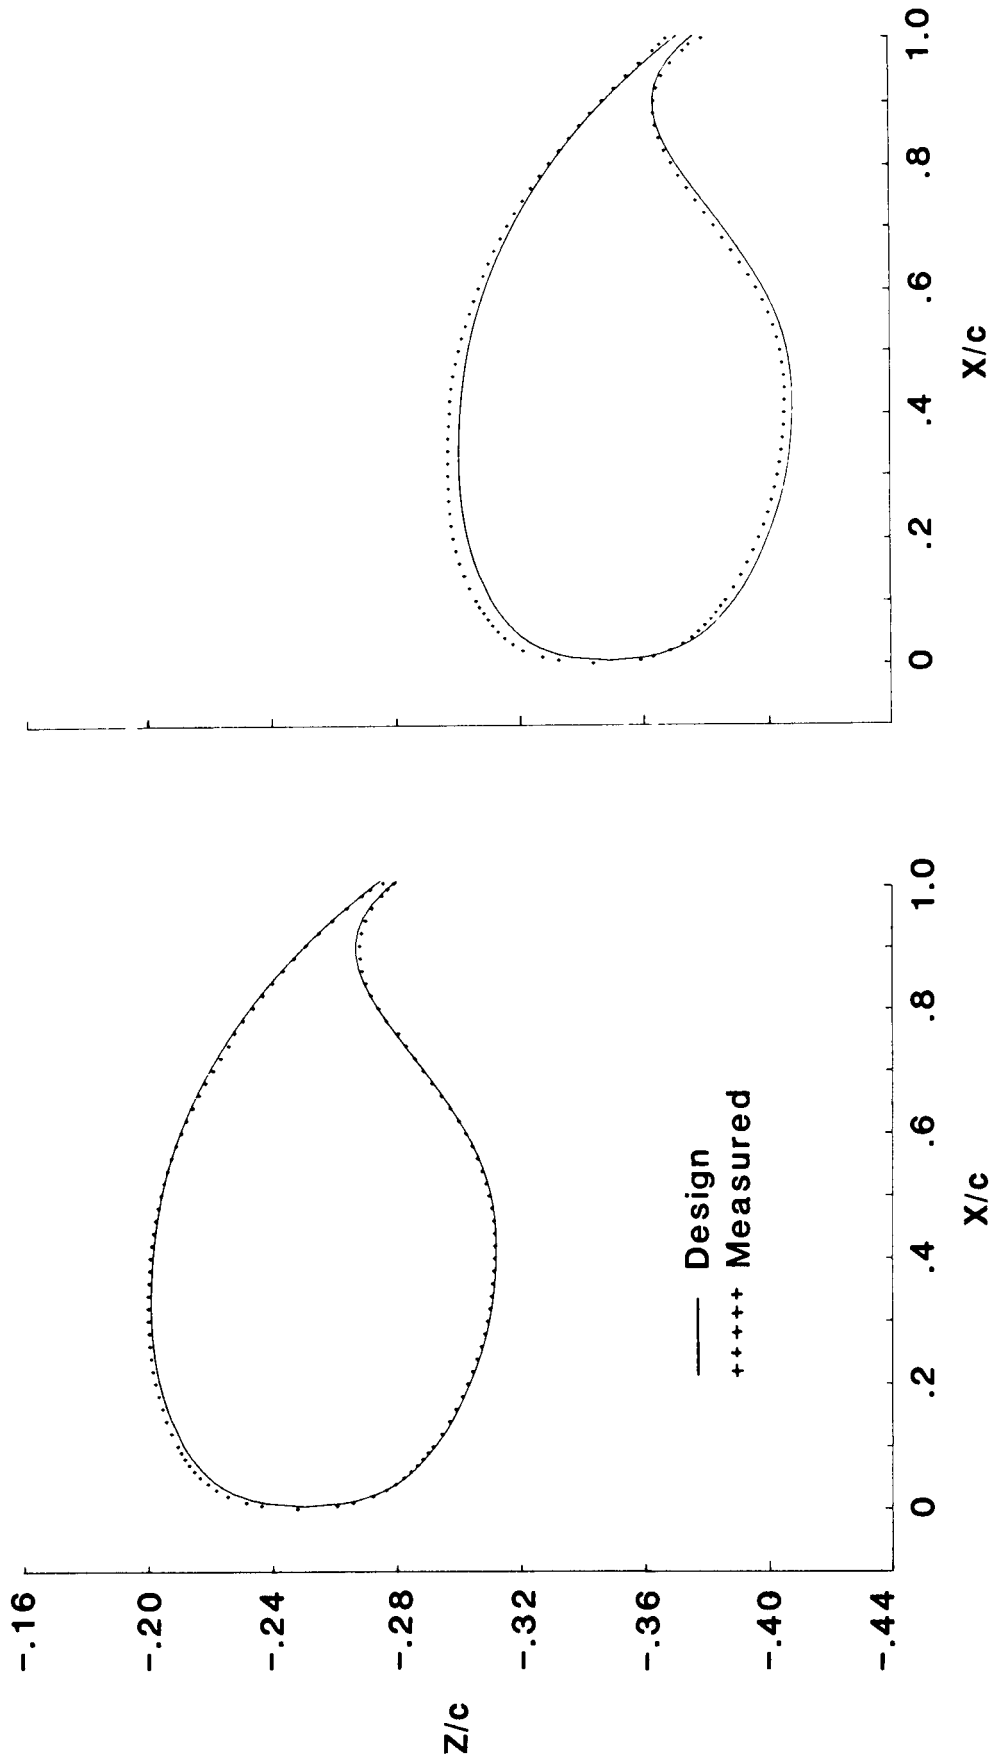 Z/c
-.16
-.20
-.24
-.28
-.32
-.36
-.40
-.44
0 .2 .4 .6 .8 1.0
X/c
Design
+++++ Measured
0 .2 .4 .6 .8 1.0
X/c